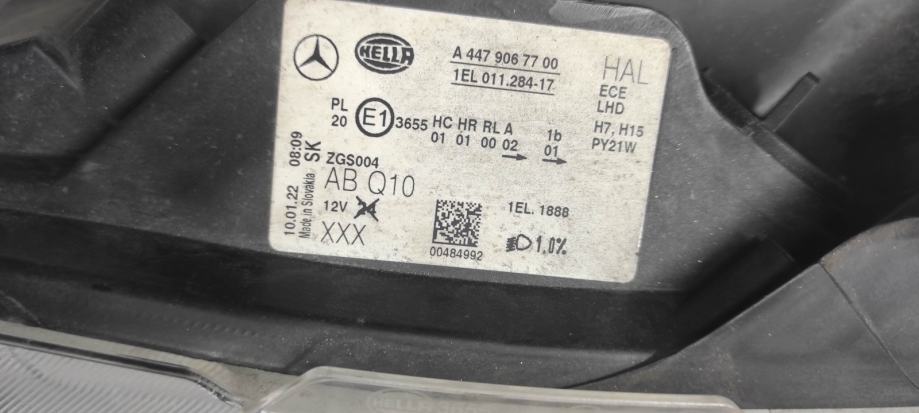 HELLA
A 447 906 77 00
1EL 011.284-17
HAL
ECE
LHD
H7, H15
PY21W
PL
20
E1
3655
HC HR RL A
01 01 00 02
1b
01
10.01.22 08:09
Made in Slovakia SK
ZGS004
AB Q10
12V 24
XXX
00484992
1EL. 1888
1,0%
HELLA